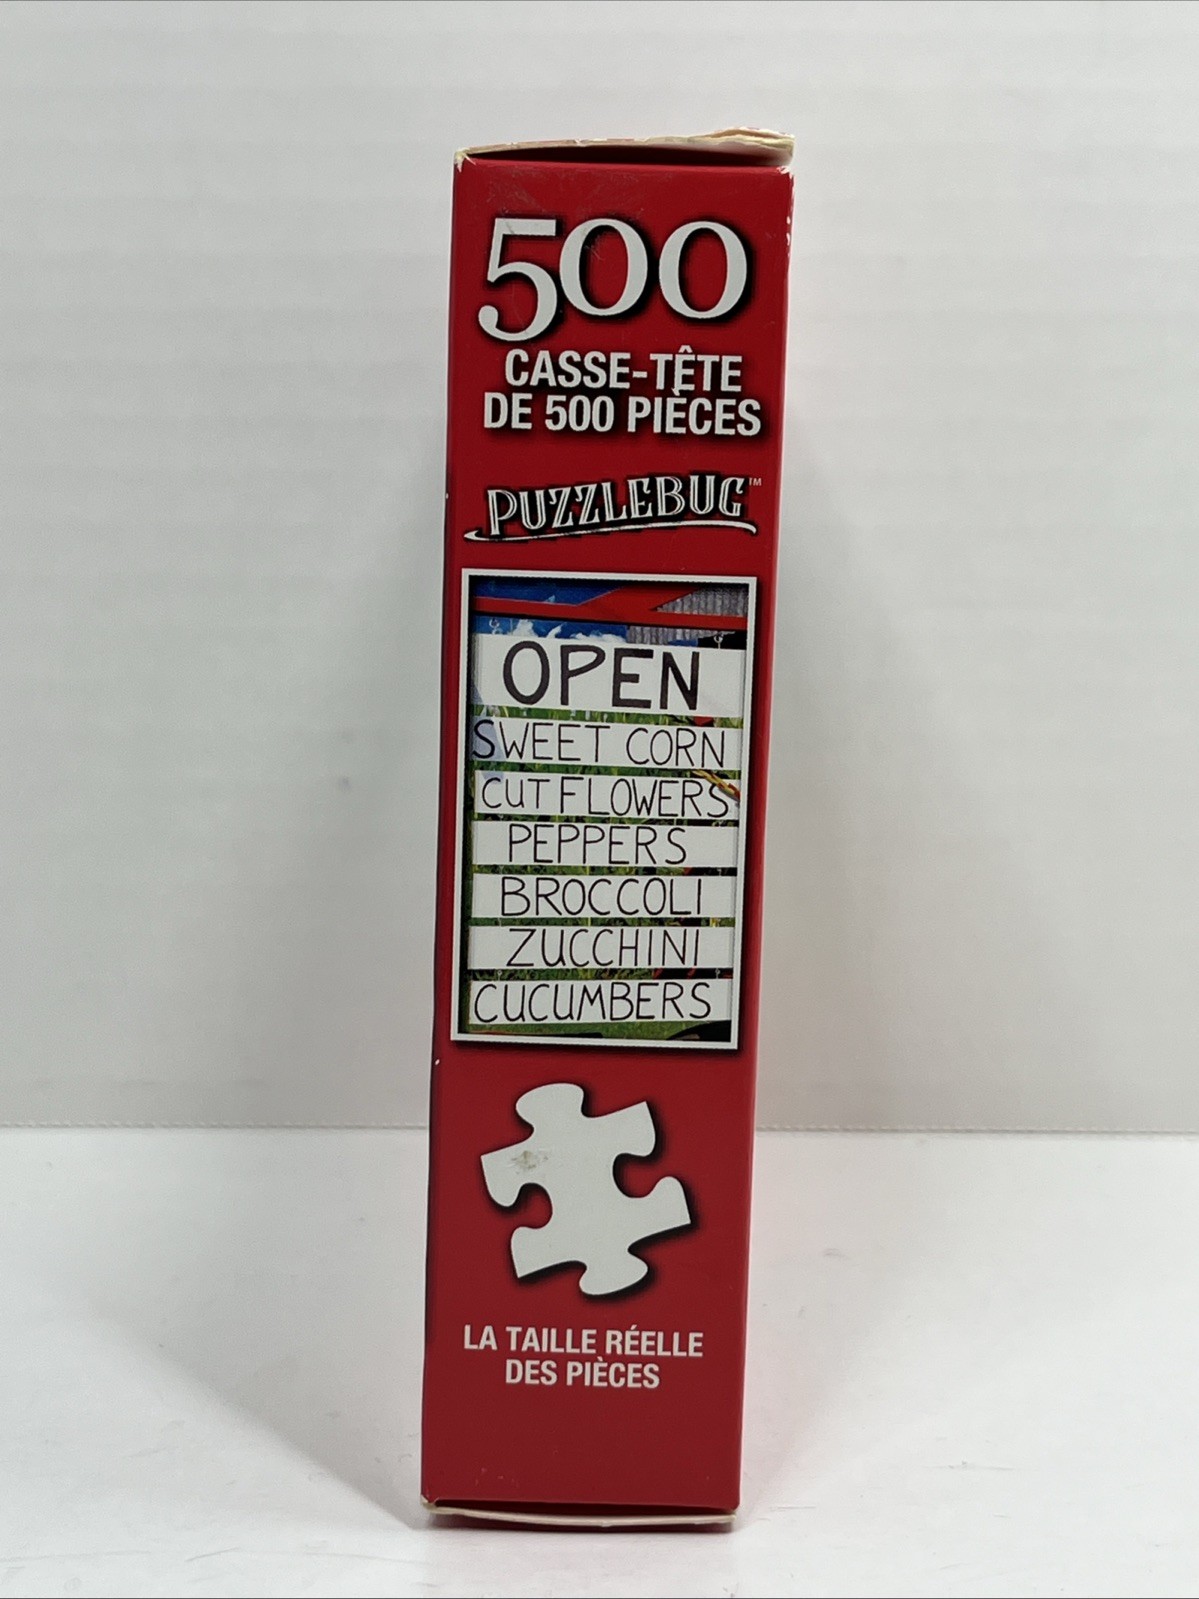 500
CASSE-TÊTE
DE 500 PIÈCES
PUZZLEBUG™
OPEN
SWEET CORN
CUT FLOWERS
PEPPERS
BROCCOLI
ZUCCHINI
CUCUMBERS
LA TAILLE RÉELLE
DES PIÈCES